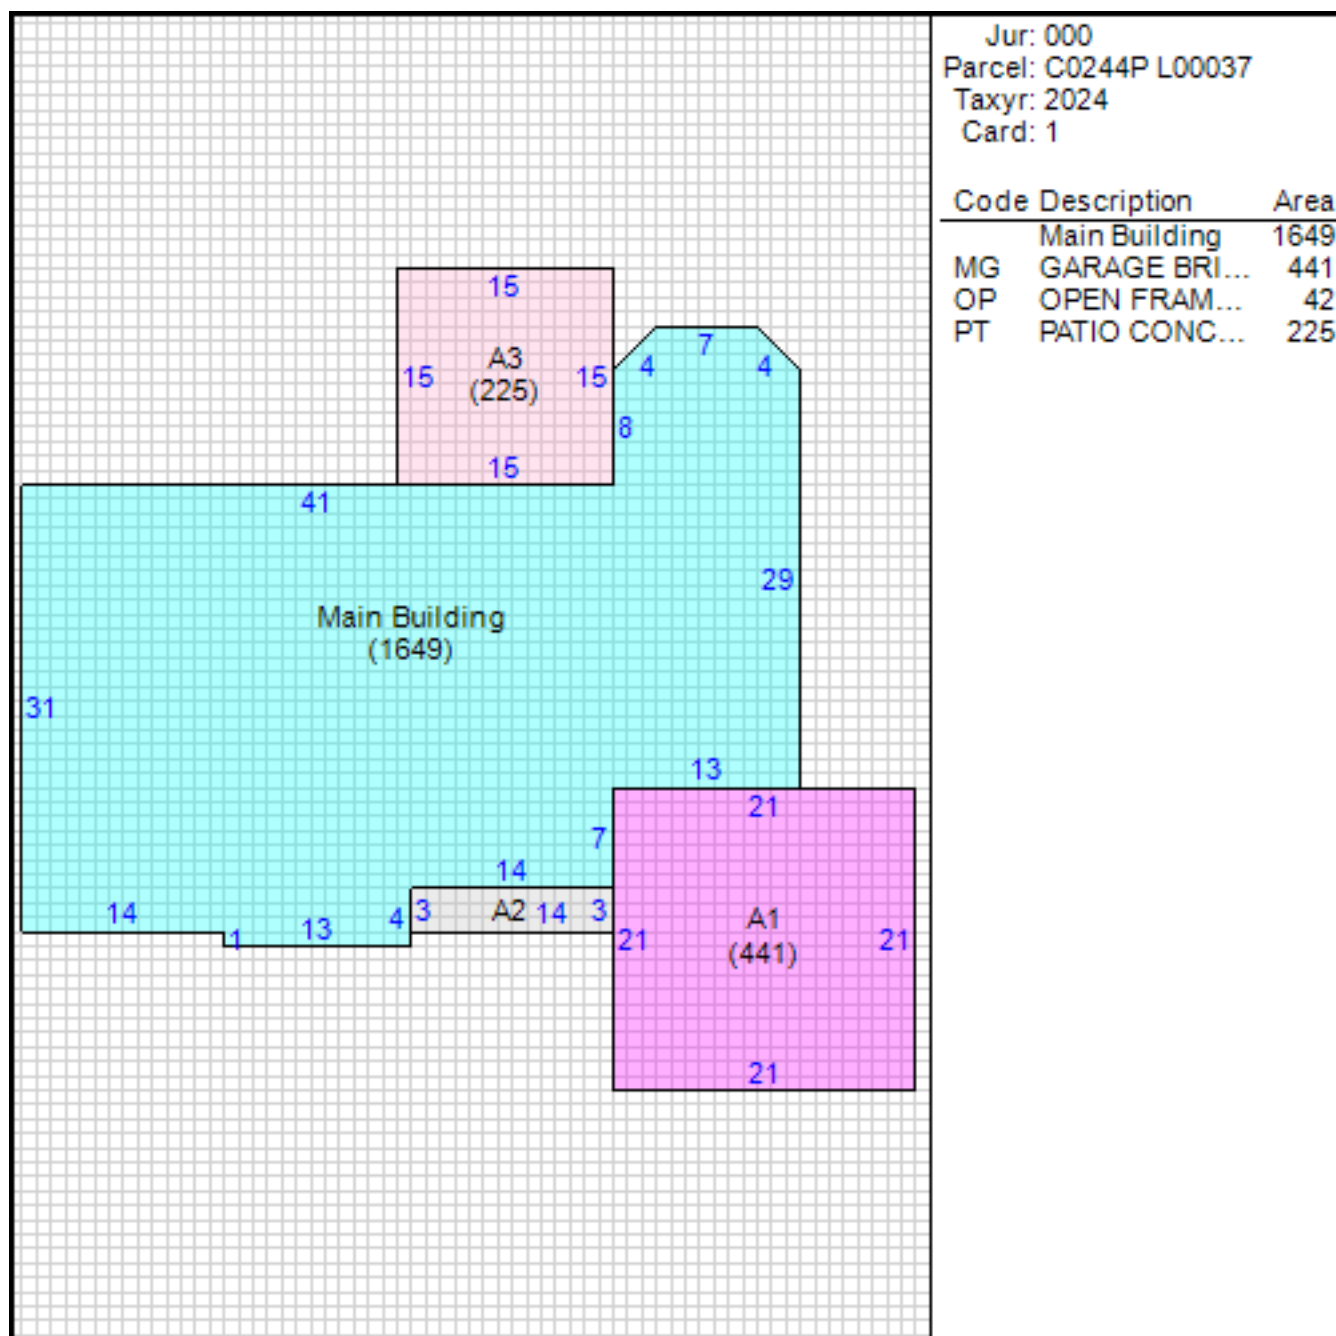 Jur: 000
Parcel: C0244P L00037
Taxyr: 2024
Card: 1
Code Description Area
Main Building 1649
MG GARAGE BRI... 441
OP OPEN FRAM... 42
PT PATIO CONC... 225
15
7
4 4
A3
15 15
(225)
8
15
41
29
Main Building
(1649)
31
13
21
7
14
14 4 3 A2 14 3
1 13
A1
21 21
(441)
21